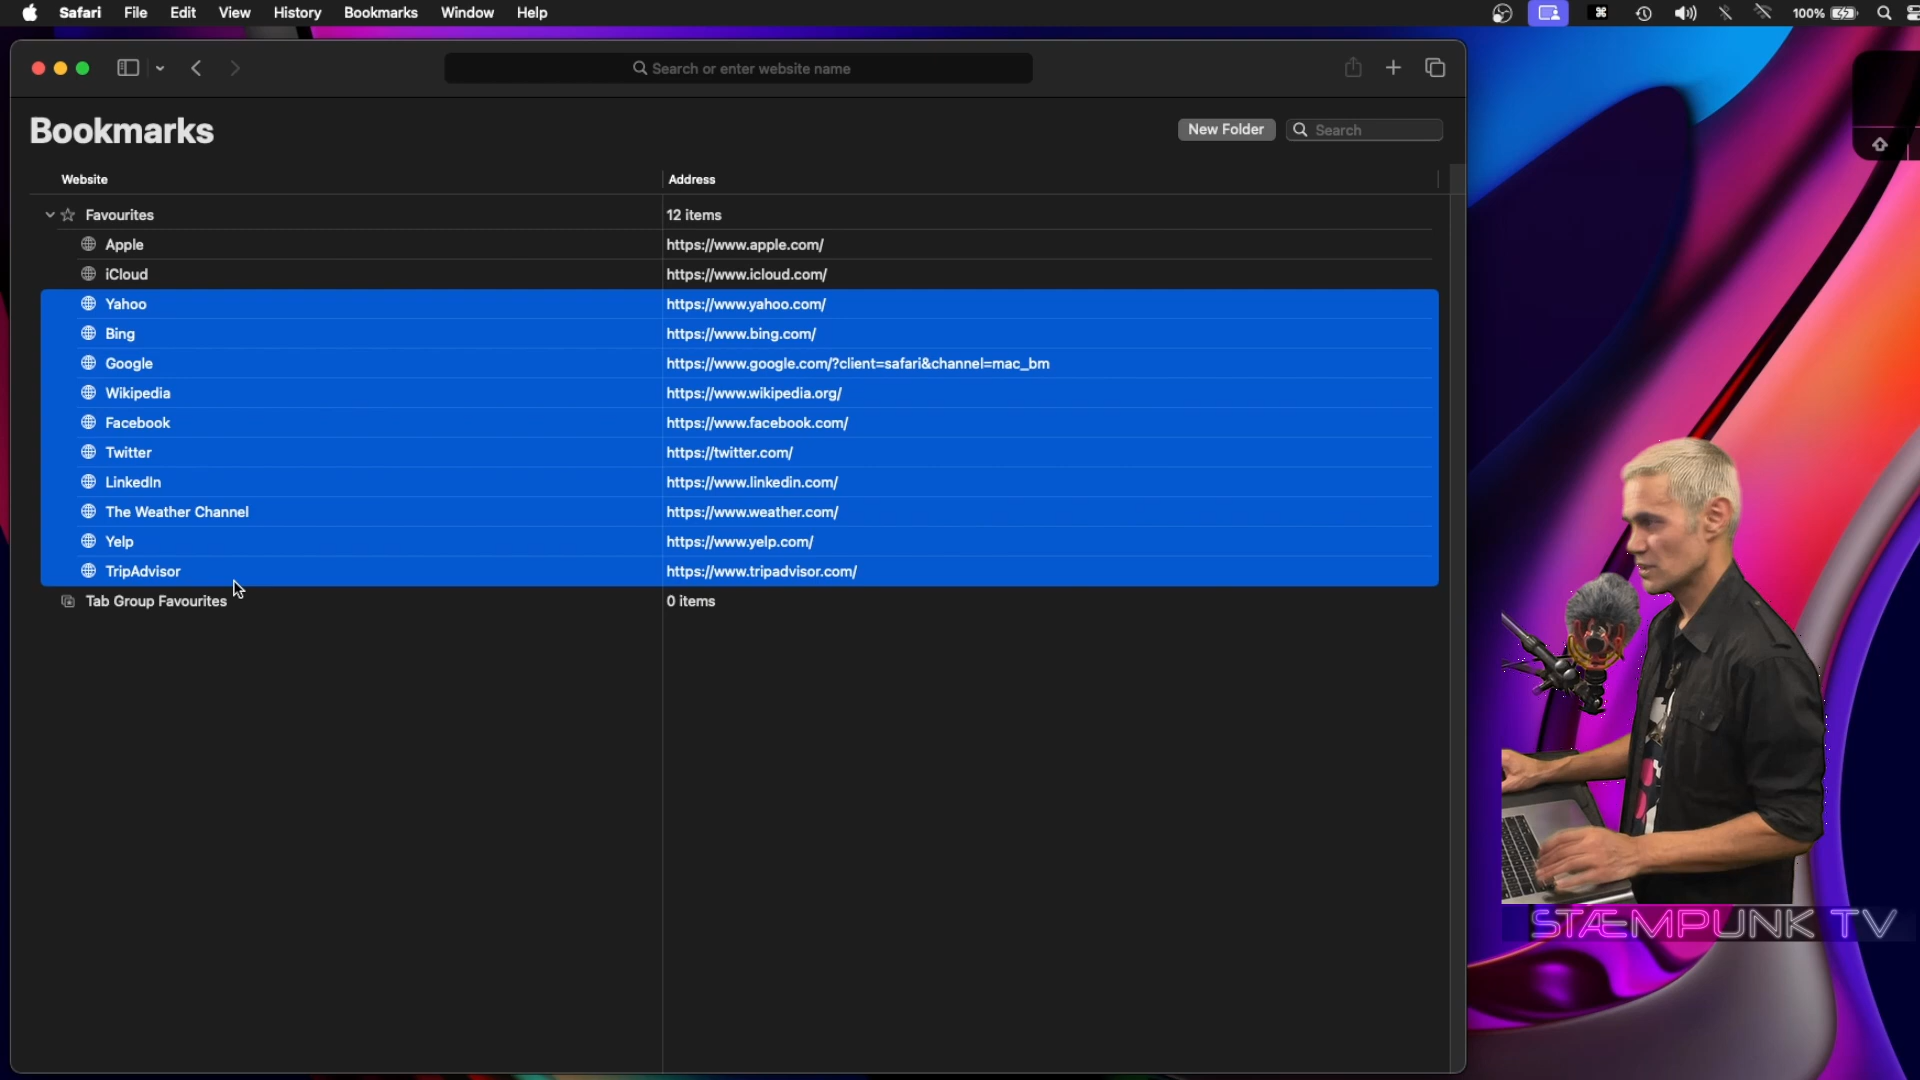 Safari File Edit View History Bookmarks Window Help 100%
Search or enter website name
Bookmarks
New Folder
Search
Website Address
Favourites 12 items
Apple https://www.apple.com/
iCloud https://www.icloud.com/
Yahoo https://www.yahoo.com/
Bing https://www.bing.com/
Google https://www.google.com/?client=safari&channel=mac_bm
Wikipedia https://www.wikipedia.org/
Facebook https://www.facebook.com/
Twitter https://twitter.com/
LinkedIn https://www.linkedin.com/
The Weather Channel https://www.weather.com/
Yelp https://www.yelp.com/
TripAdvisor https://www.tripadvisor.com/
Tab Group Favourites 0 items
STÆMPUNK TV